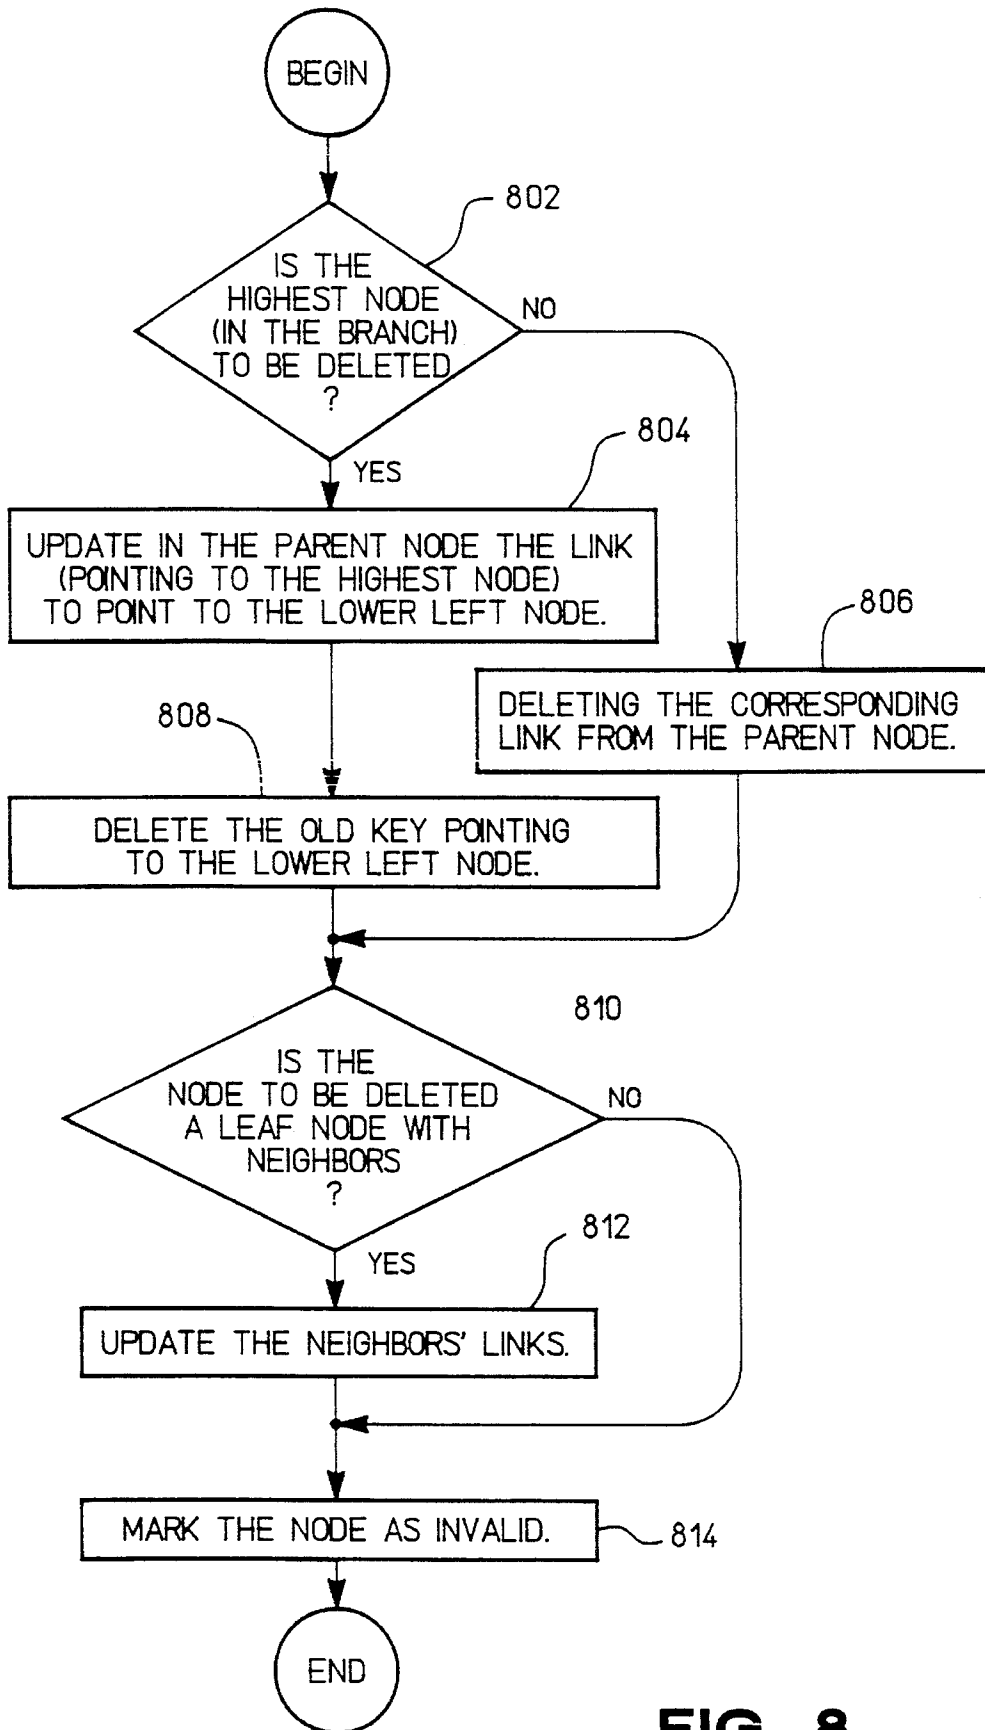 BEGIN
802
IS THE
HIGHEST NODE
(IN THE BRANCH)
TO BE DELETED
?
NO
YES
804
UPDATE IN THE PARENT NODE THE LINK
(POINTING TO THE HIGHEST NODE)
TO POINT TO THE LOWER LEFT NODE.
806
DELETING THE CORRESPONDING
LINK FROM THE PARENT NODE.
808
DELETE THE OLD KEY POINTING
TO THE LOWER LEFT NODE.
810
IS THE
NODE TO BE DELETED
A LEAF NODE WITH
NEIGHBORS
?
NO
YES
812
UPDATE THE NEIGHBORS' LINKS.
MARK THE NODE AS INVALID.
814
END
FIG. 8